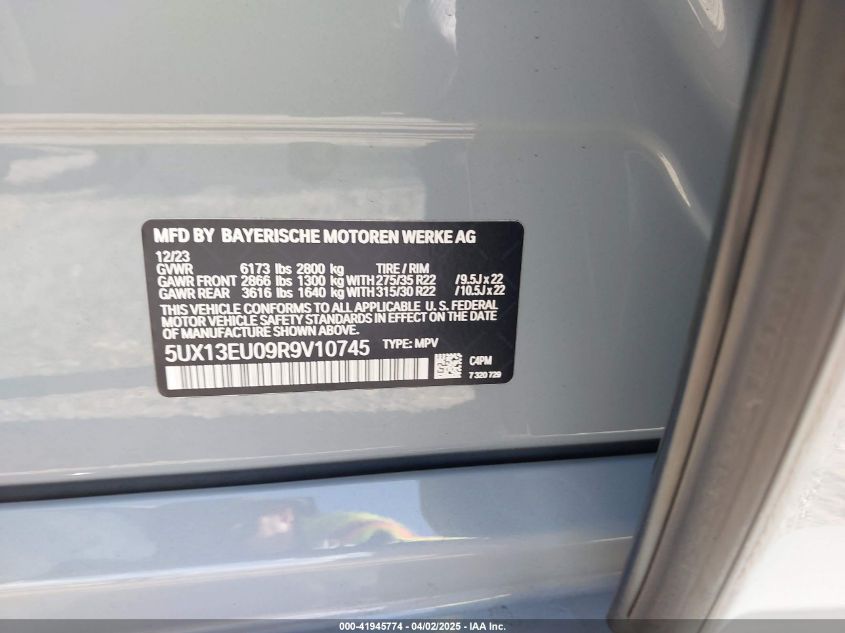 MFD BY BAYERISCHE MOTOREN WERKE AG
12/23
GVWR 6173 lbs 2800 kg TIRE / RIM
GAWR FRONT 2866 lbs 1300 kg WITH 275/35 R22 /9.5J x 22
GAWR REAR 3616 lbs 1640 kg WITH 315/30 R22 /10.5J x 22
THIS VEHICLE CONFORMS TO ALL APPLICABLE U.S. FEDERAL
MOTOR VEHICLE SAFETY STANDARDS IN EFFECT ON THE DATE
OF MANUFACTURE SHOWN ABOVE.
5UX13EU09R9V10745 TYPE: MPV
C4PM
7 320 729
000-41945774 | 04/02/2025 | IAA Inc.